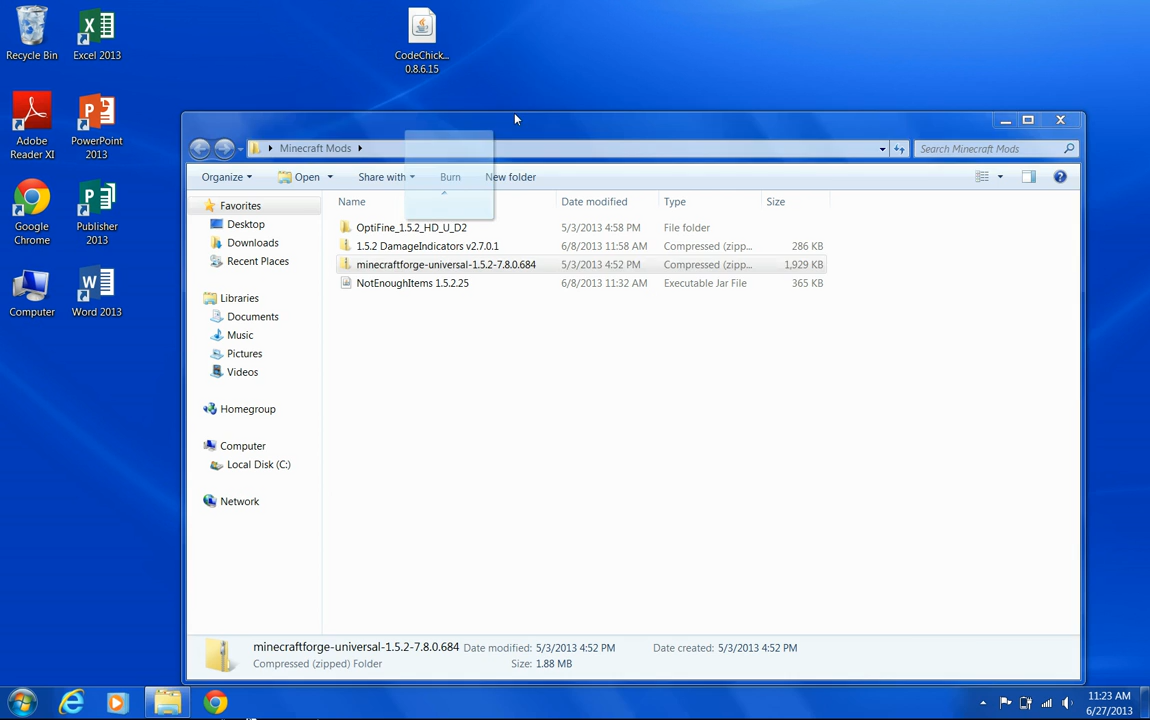 Recycle Bin
Excel 2013
CodeChick...
0.8.6.15
Adobe
Reader XI
PowerPoint
2013
Google
Chrome
Publisher
2013
Computer
Word 2013
Minecraft Mods
Search Minecraft Mods
Organize
Open
Share with
Burn
New folder
Name
Date modified
Type
Size
Favorites
Desktop
Downloads
Recent Places
Libraries
Documents
Music
Pictures
Videos
Homegroup
Computer
Local Disk (C:)
Network
OptiFine_1.5.2_HD_U_D2 5/3/2013 4:58 PM File folder
1.5.2 DamageIndicators v2.7.0.1 6/8/2013 11:58 AM Compressed (zipp... 286 KB
minecraftforge-universal-1.5.2-7.8.0.684 5/3/2013 4:52 PM Compressed (zipp... 1,929 KB
NotEnoughItems 1.5.2.25 6/8/2013 11:32 AM Executable Jar File 365 KB
minecraftforge-universal-1.5.2-7.8.0.684 Date modified: 5/3/2013 4:52 PM Date created: 5/3/2013 4:52 PM
Compressed (zipped) Folder Size: 1.88 MB
11:23 AM
6/27/2013